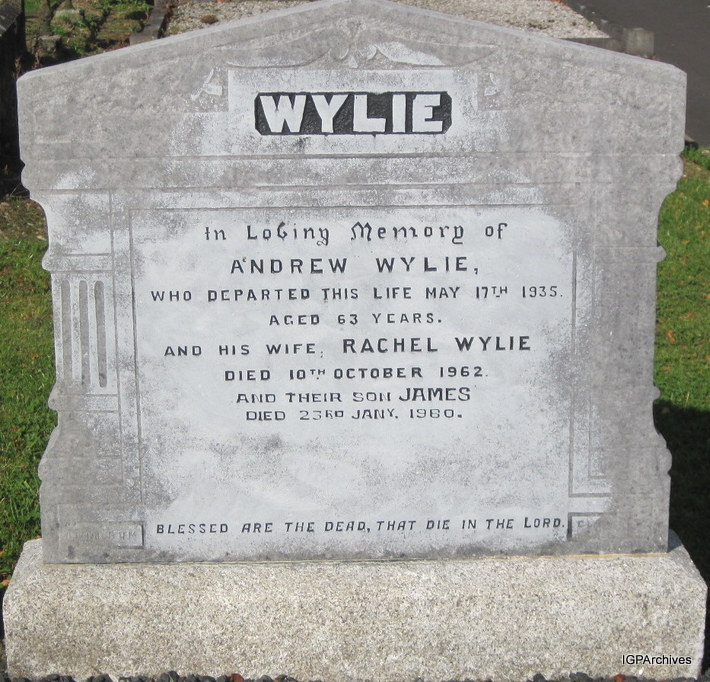 WYLIE
In Loving Memory of
ANDREW WYLIE,
WHO DEPARTED THIS LIFE MAY 17TH 1935.
AGED 63 YEARS.
AND HIS WIFE, RACHEL WYLIE
DIED 10TH OCTOBER 1962.
AND THEIR SON JAMES
DIED 23RD JANY. 1960.
BLESSED ARE THE DEAD, THAT DIE IN THE LORD.
IGPArchives